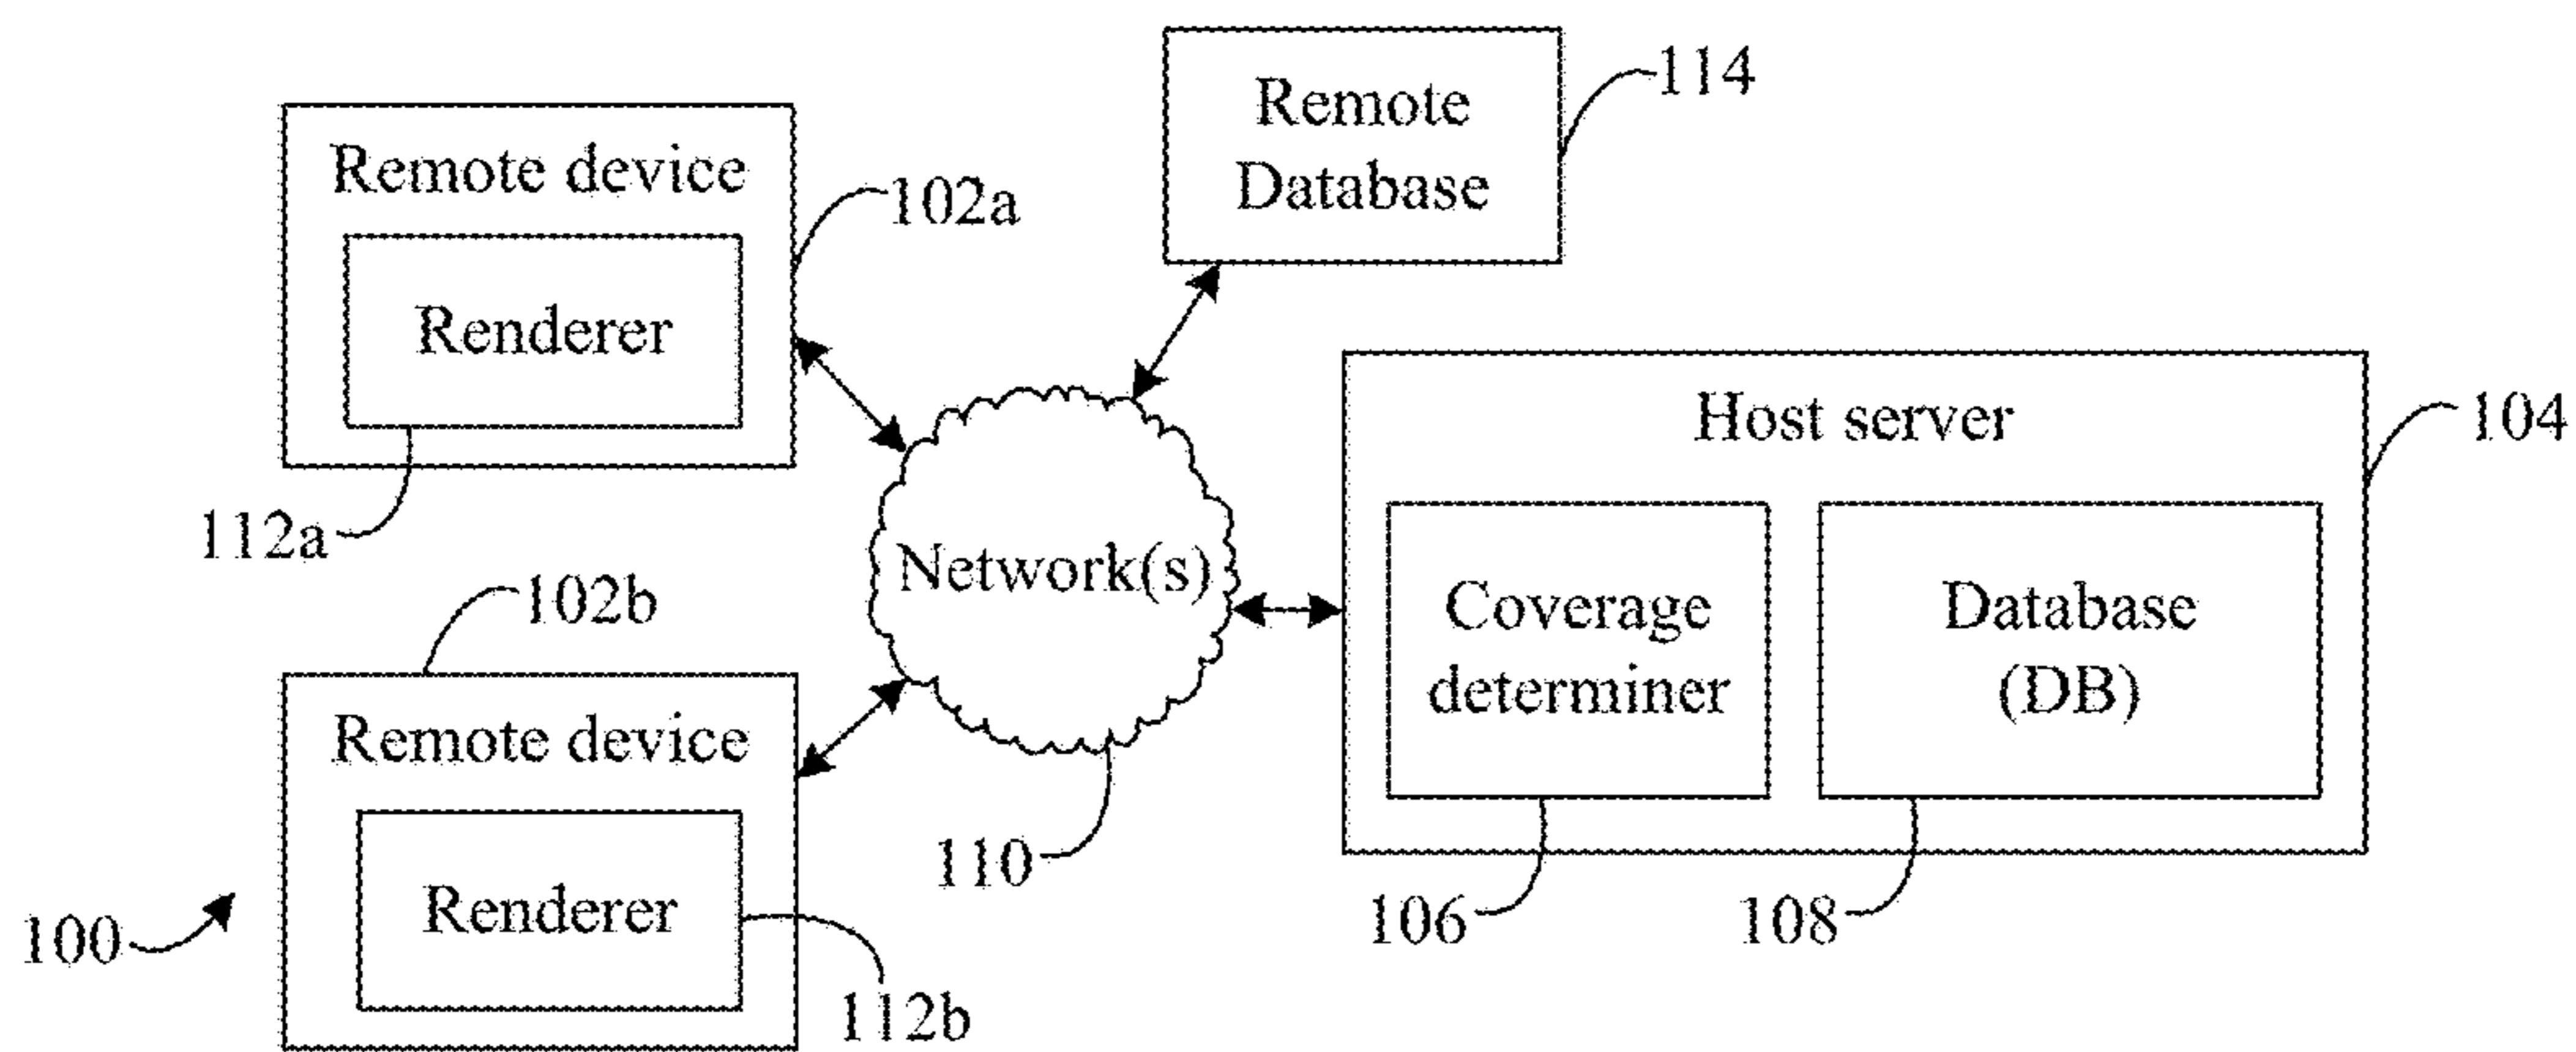 Remote
Database
114
Remote device
102a
Renderer
112a
Host server
104
Network(s)
Coverage
determiner
Database
(DB)
102b
Remote device
110
106
108
Renderer
100
112b